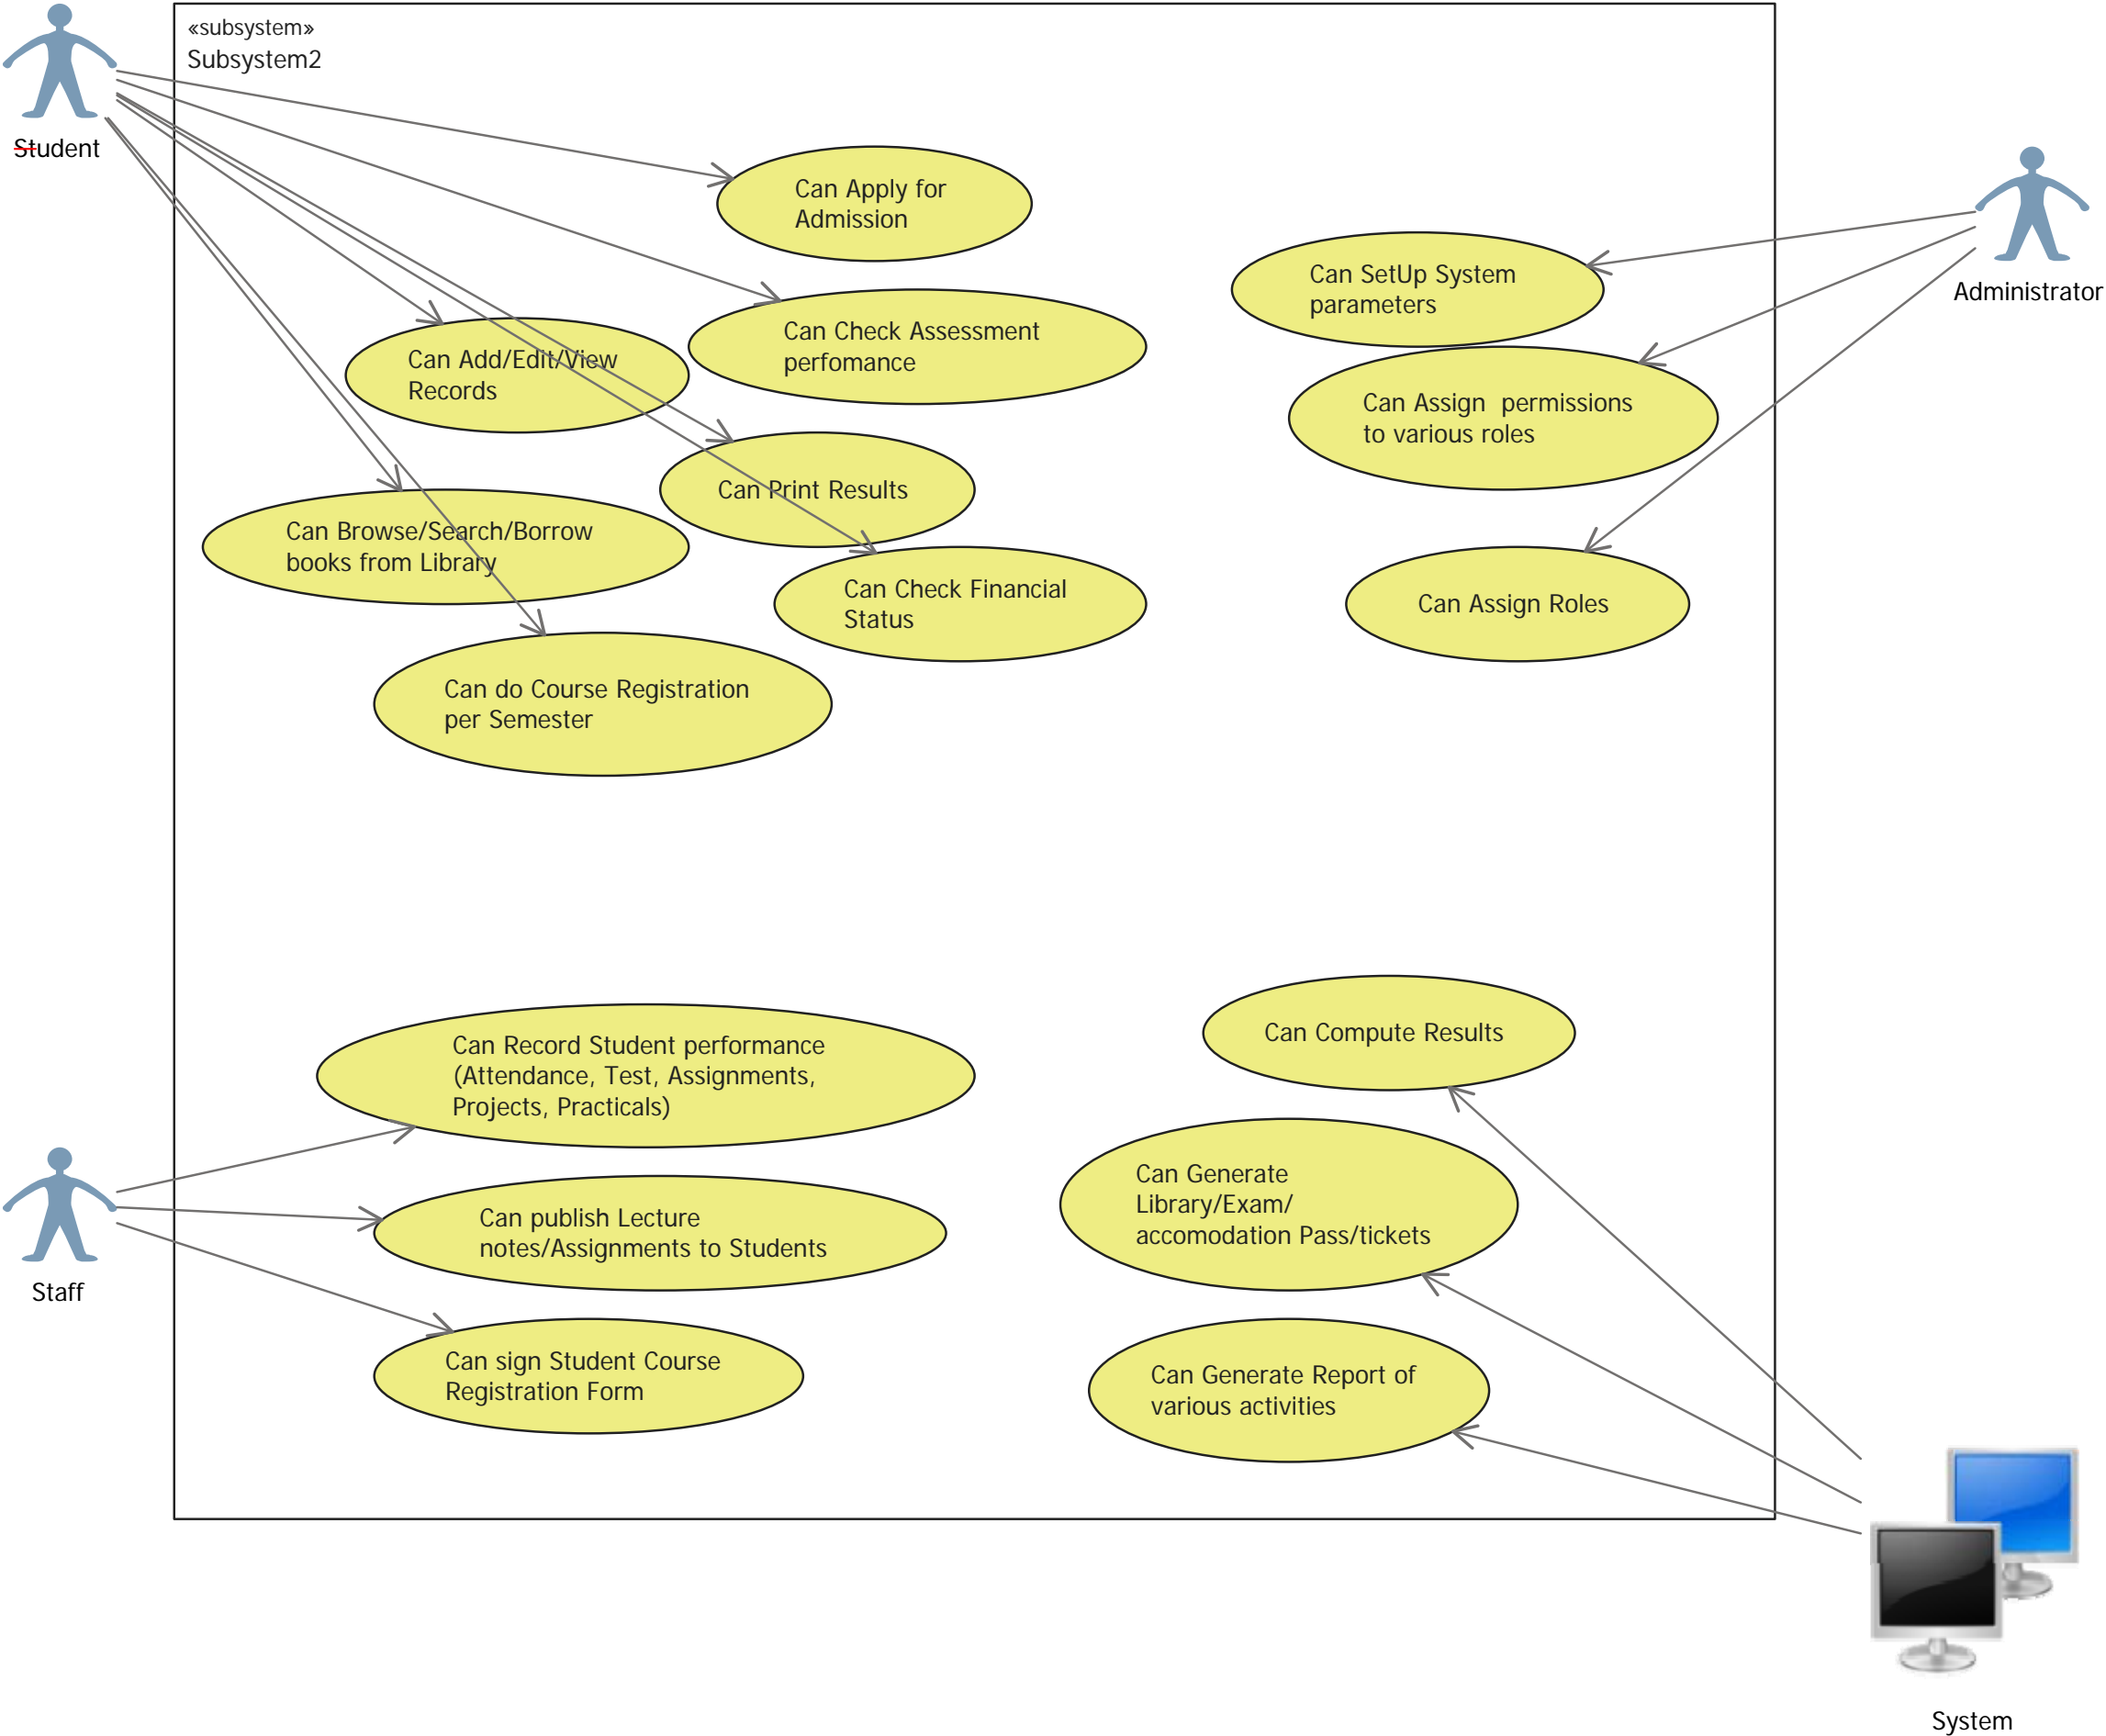 «subsystem»
Subsystem2
Student
Can Apply for
Admission
Can SetUp System
parameters
Administrator
Can Check Assessment
perfomance
Can Add/Edit/View
Records
Can Assign  permissions
to various roles
Can Print Results
Can Browse/Search/Borrow
books from Library
Can Check Financial
Status
Can Assign Roles
Can do Course Registration
per Semester
Can Record Student performance
(Attendance, Test, Assignments,
Projects, Practicals)
Can Compute Results
Can Generate
Library/Exam/
accomodation Pass/tickets
Can publish Lecture
notes/Assignments to Students
Staff
Can sign Student Course
Registration Form
Can Generate Report of
various activities
System